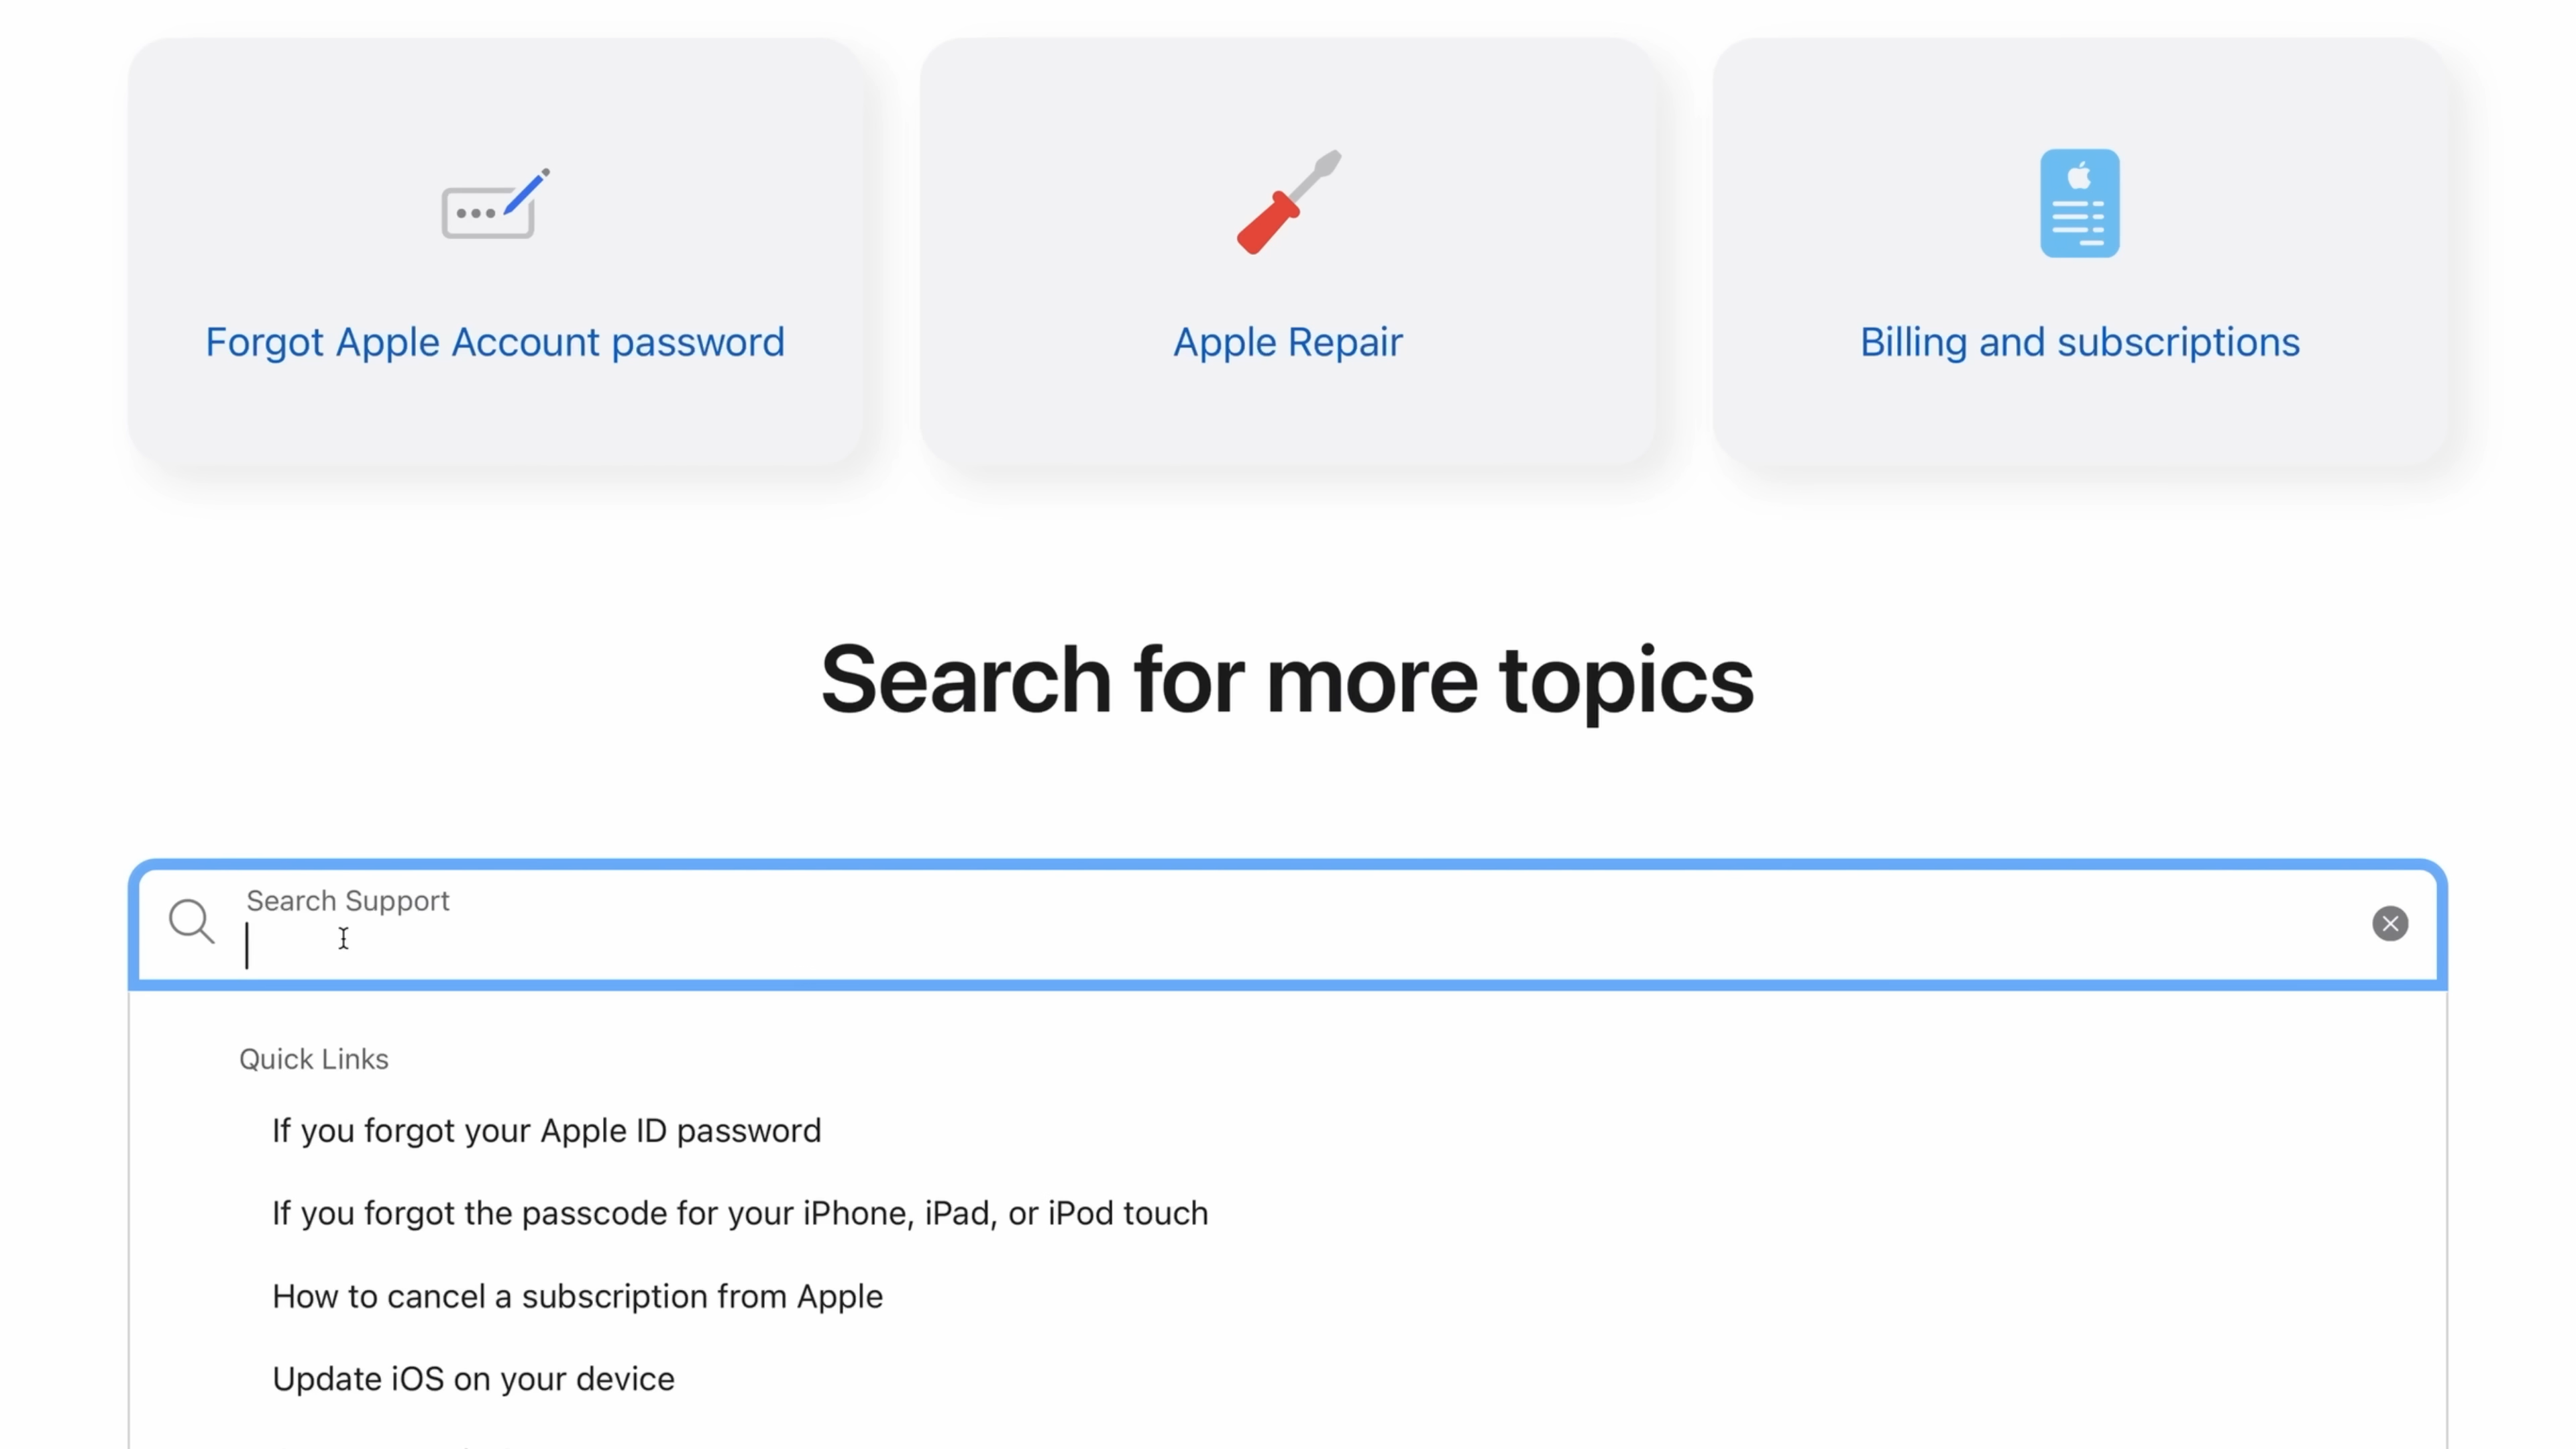 Forgot Apple Account password
Apple Repair
Billing and subscriptions
Search for more topics
Search Support
Quick Links
If you forgot your Apple ID password
If you forgot the passcode for your iPhone, iPad, or iPod touch
How to cancel a subscription from Apple
Update iOS on your device